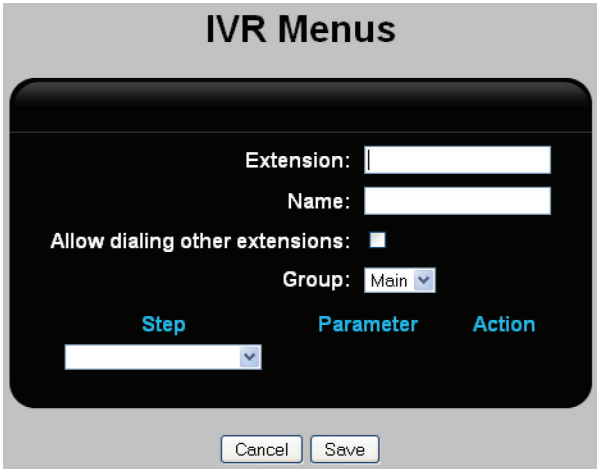 IVR Menus
Extension:
Name:
Allow dialing other extensions:
Group: Main
Step Parameter Action
Cancel Save